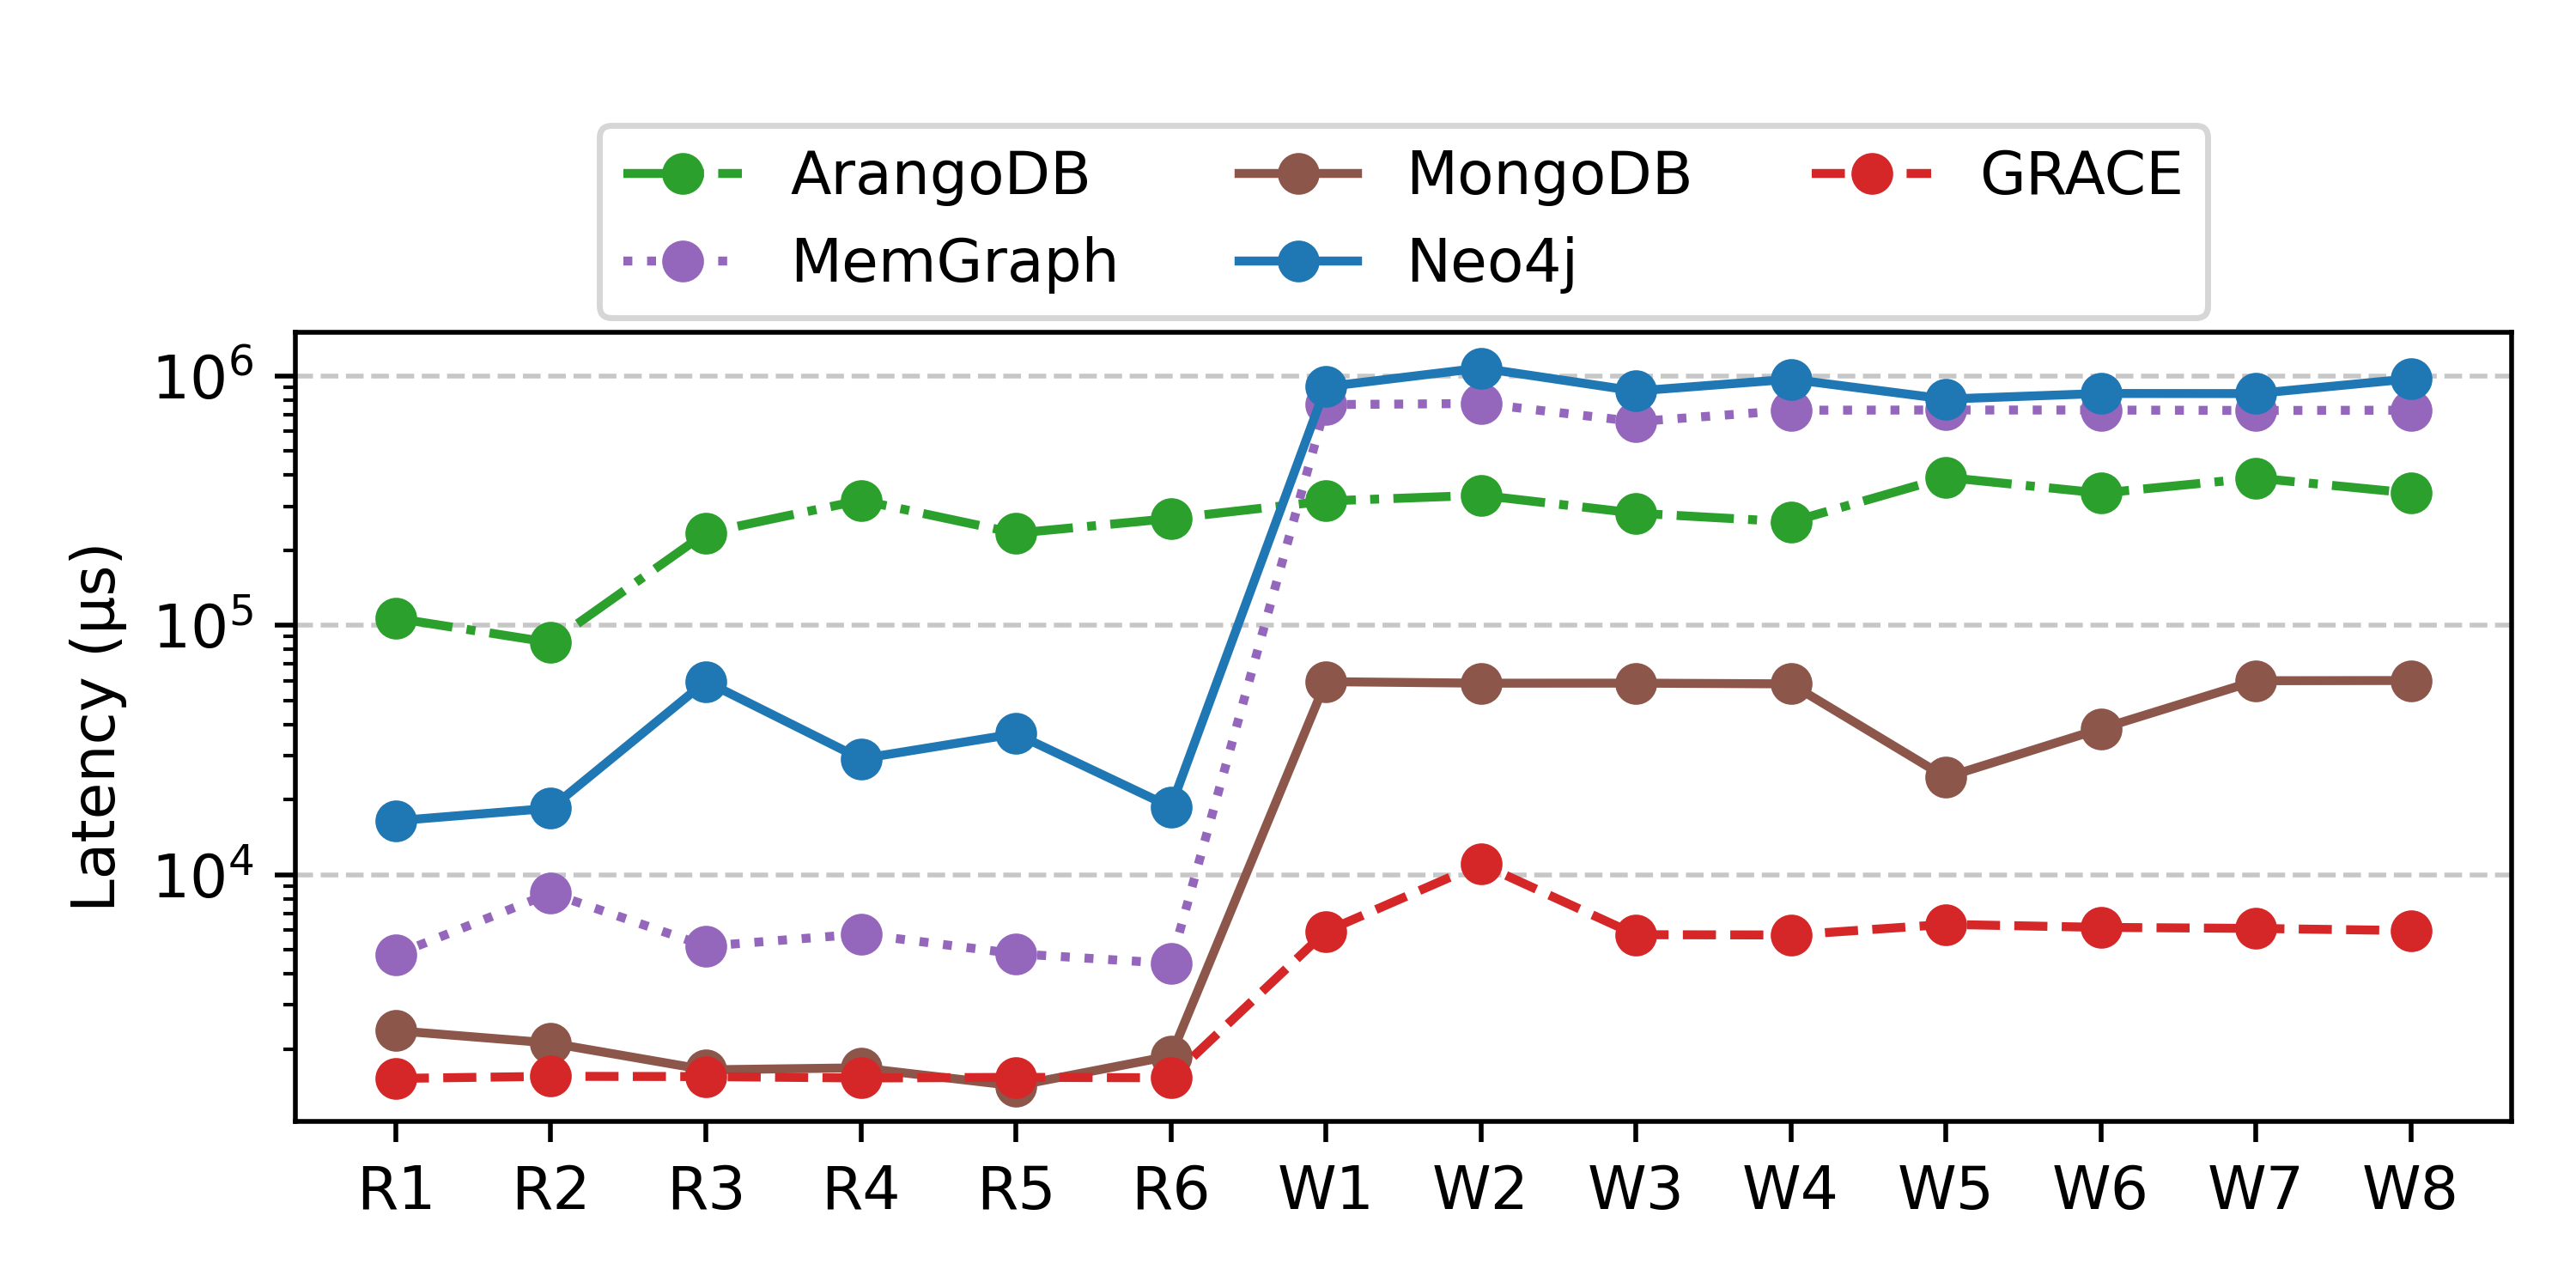 ArangoDB MongoDB GRACE
MemGraph Neo4j
Latency (µs)
10⁶
10⁵
10⁴
R1 R2 R3 R4 R5 R6 W1 W2 W3 W4 W5 W6 W7 W8